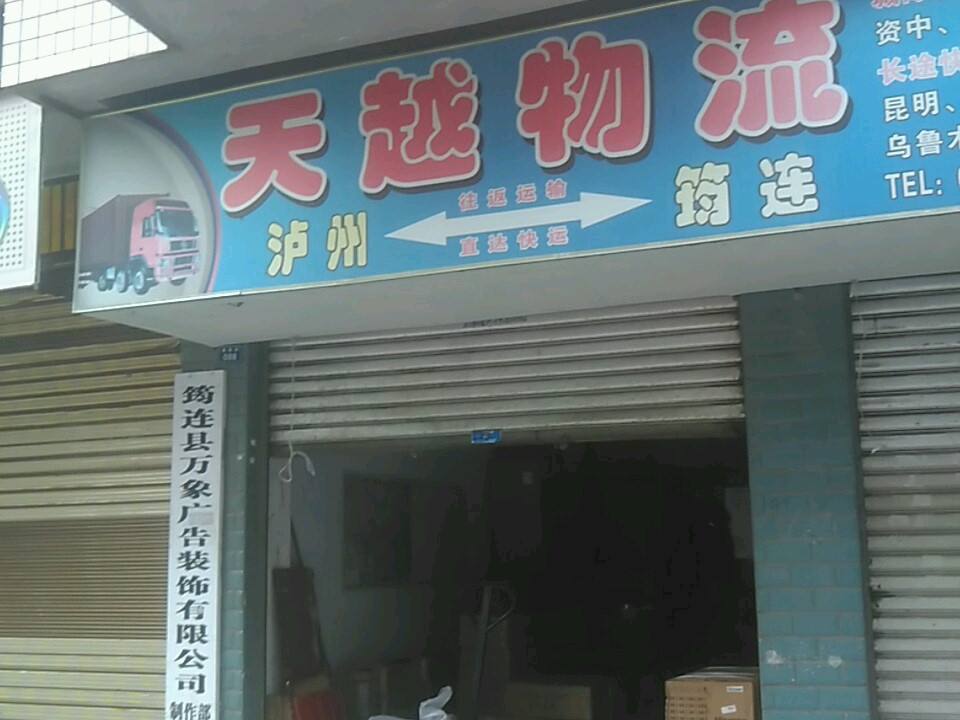 天越物流
泸州
往返运输
直达快运
筠连
资中、
长途快
昆明、
乌鲁木
TEL:
筠连县万象广告装饰有限公司
制作部